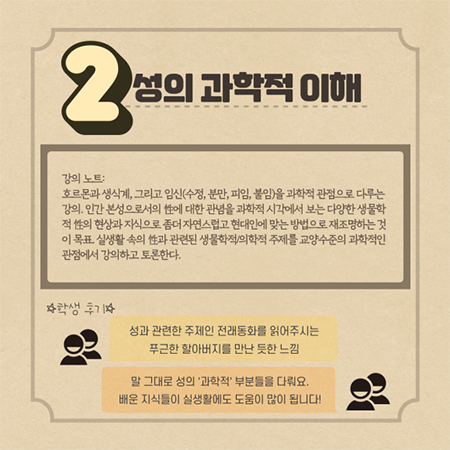 2 성의 과학적 이해
강의 노트:
호르몬과 생식계, 그리고 임신(수정, 분만, 피임, 불임)을 과학적 관점으로 다루는
강의. 인간 본성으로서의 性에 대한 관념을 과학적 시각에서 보는 다양한 생물학
적 性의 현상과 지식으로 좀더 자연스럽고 현대인에 맞는 방법으로 재조명하는 것
이 목표. 실생활 속의 性과 관련된 생물학적/의학적 주제를 교양수준의 과학적인
관점에서 강의하고 토론한다.
☆학생 후기☆
성과 관련한 주제인 전래동화를 읽어주시는
푸근한 할아버지를 만난 듯한 느낌
말 그대로 성의 '과학적' 부분들을 다뤄요.
배운 지식들이 실생활에도 도움이 많이 됩니다!